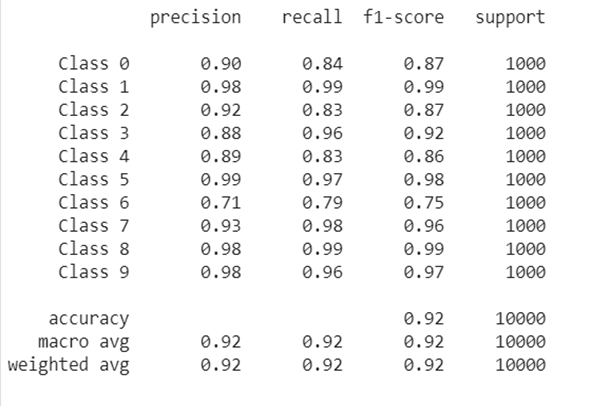 precision recall f1-score support
Class 0 0.90 0.84 0.87 1000
Class 1 0.98 0.99 0.99 1000
Class 2 0.92 0.83 0.87 1000
Class 3 0.88 0.96 0.92 1000
Class 4 0.89 0.83 0.86 1000
Class 5 0.99 0.97 0.98 1000
Class 6 0.71 0.79 0.75 1000
Class 7 0.93 0.98 0.96 1000
Class 8 0.98 0.99 0.99 1000
Class 9 0.98 0.96 0.97 1000
accuracy 0.92 10000
macro avg 0.92 0.92 0.92 10000
weighted avg 0.92 0.92 0.92 10000